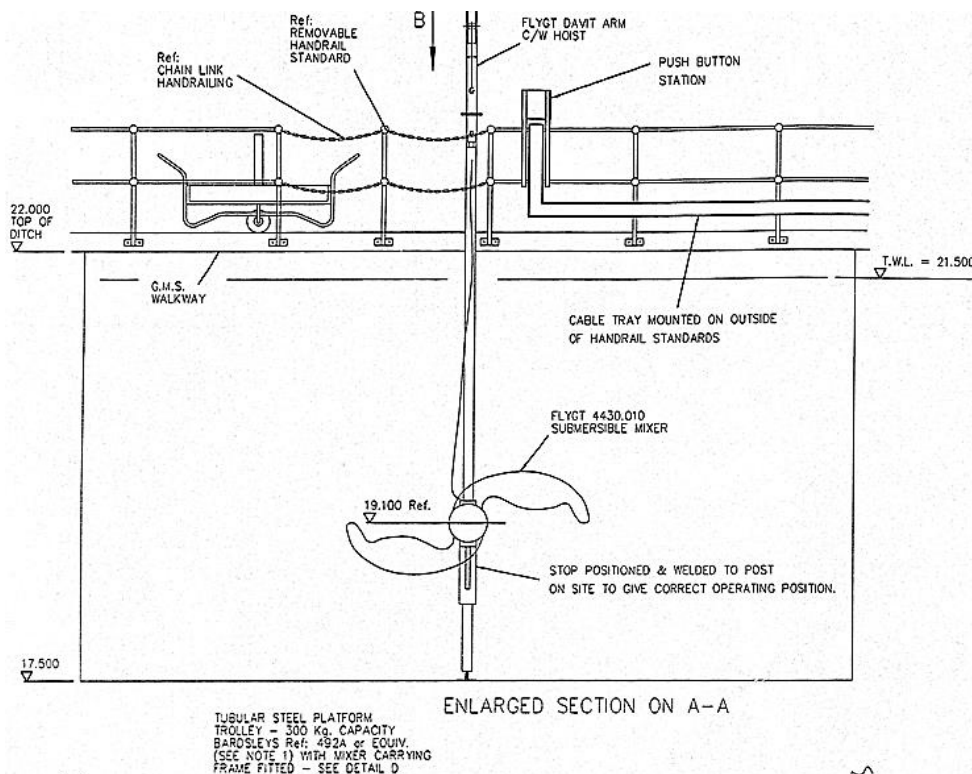 B
Ref:
REMOVABLE
HANDRAIL
STANDARD
FLYGT DAVIT ARM
C/W HOIST
Ref:
CHAIN LINK
HANDRAILING
PUSH BUTTON
STATION
22.000
TOP OF
DITCH
T.W.L. = 21.500
G.M.S.
WALKWAY
CABLE TRAY MOUNTED ON OUTSIDE
OF HANDRAIL STANDARDS
FLYGT 4430.010
SUBMERSIBLE MIXER
19.100 Ref.
STOP POSITIONED & WELDED TO POST
ON SITE TO GIVE CORRECT OPERATING POSITION.
17.500
ENLARGED SECTION ON A-A
TUBULAR STEEL PLATFORM
TROLLEY - 300 Kg. CAPACITY
BARDSLEYS Ref: 492A or EQUIV.
(SEE NOTE 1) WITH MIXER CARRYING
FRAME FITTED - SEE DETAIL D